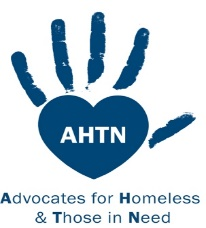 AHTN
Advocates for Homeless
& Those in Need